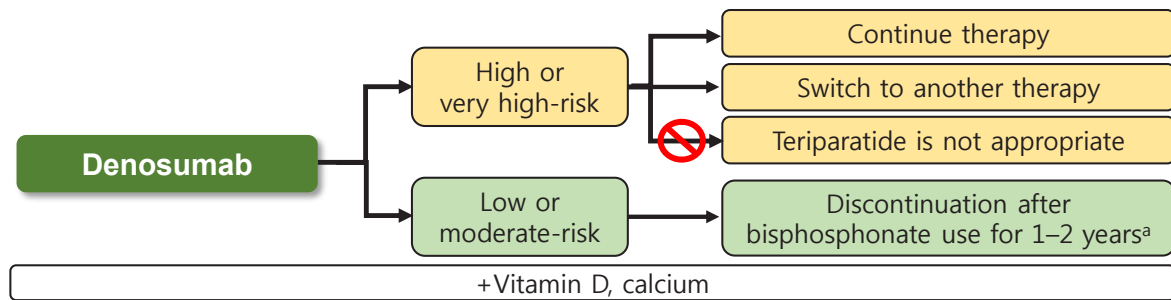 Denosumab
High or
very high-risk
Continue therapy
Switch to another therapy
Teriparatide is not appropriate
Low or
moderate-risk
Discontinuation after
bisphosphonate use for 1–2 yearsᵃ
+Vitamin D, calcium